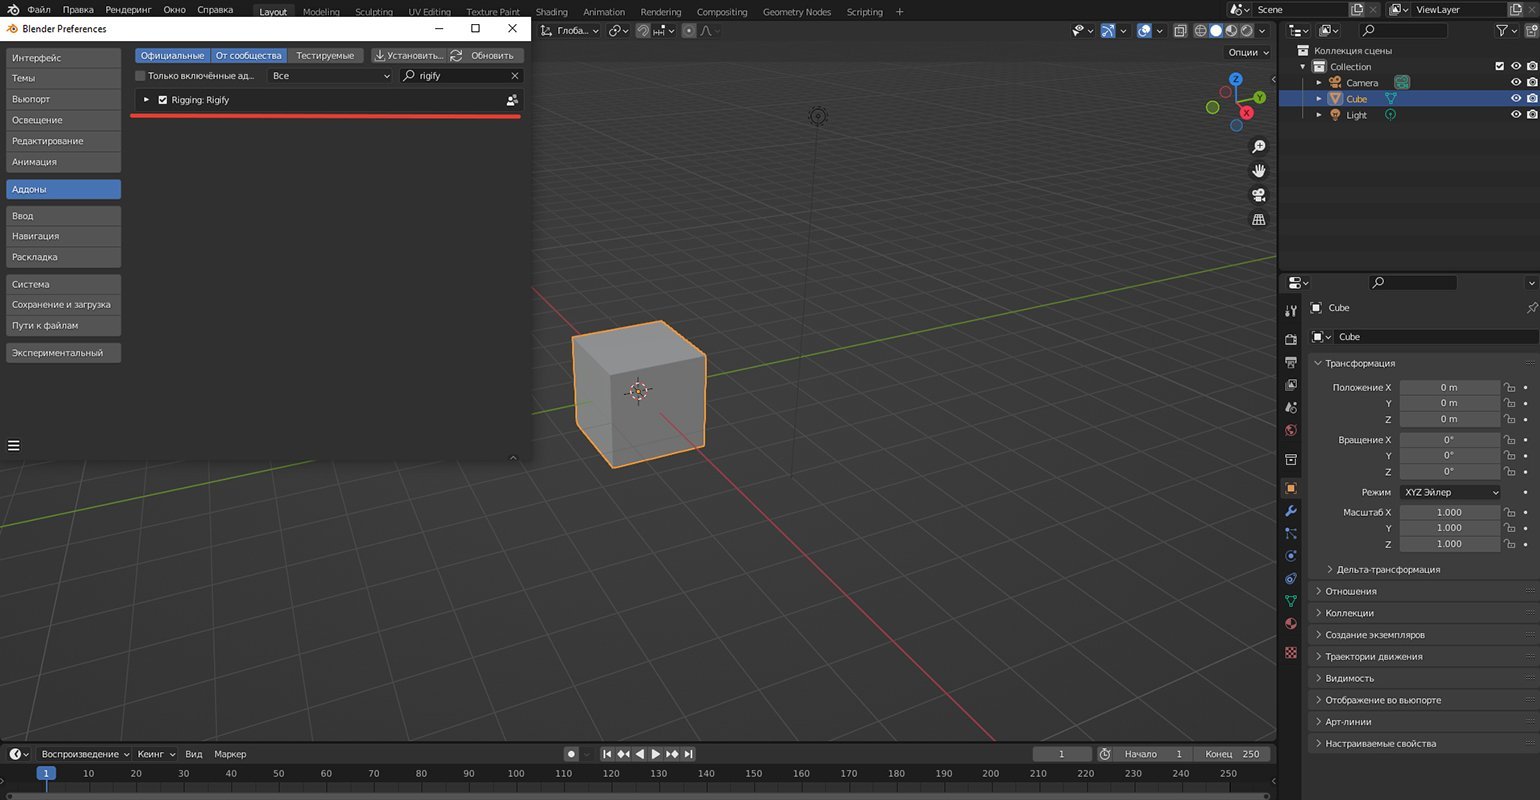 Файл Правка Рендеринг Окно Справка Layout Modeling Sculpting UV Editing Texture Paint Shading Animation Rendering Compositing Geometry Nodes Scripting + Scene ViewLayer
Blender Preferences
Глоба...
Опции
Интерфейс
Темы
Вьюпорт
Освещение
Редактирование
Анимация
Аддоны
Ввод
Навигация
Раскладка
Система
Сохранение и загрузка
Пути к файлам
Экспериментальный
Официальные От сообщества Тестируемые Установить... Обновить
Только включённые ад... Все rigify
Rigging: Rigify
Z
Y
X
Коллекция сцены
Collection
Camera
Cube
Light
Cube
Cube
Трансформация
Положение X 0 m
Y 0 m
Z 0 m
Вращение X 0°
Y 0°
Z 0°
Режим XYZ Эйлер
Масштаб X 1.000
Y 1.000
Z 1.000
Дельта-трансформация
Отношения
Коллекции
Создание экземпляров
Траектории движения
Видимость
Отображение во вьюпорте
Арт-линии
Настраиваемые свойства
Воспроизведение Кеинг Вид Маркер 1 Начало 1 Конец 250
1 10 20 30 40 50 60 70 80 90 100 110 120 130 140 150 160 170 180 190 200 210 220 230 240 250